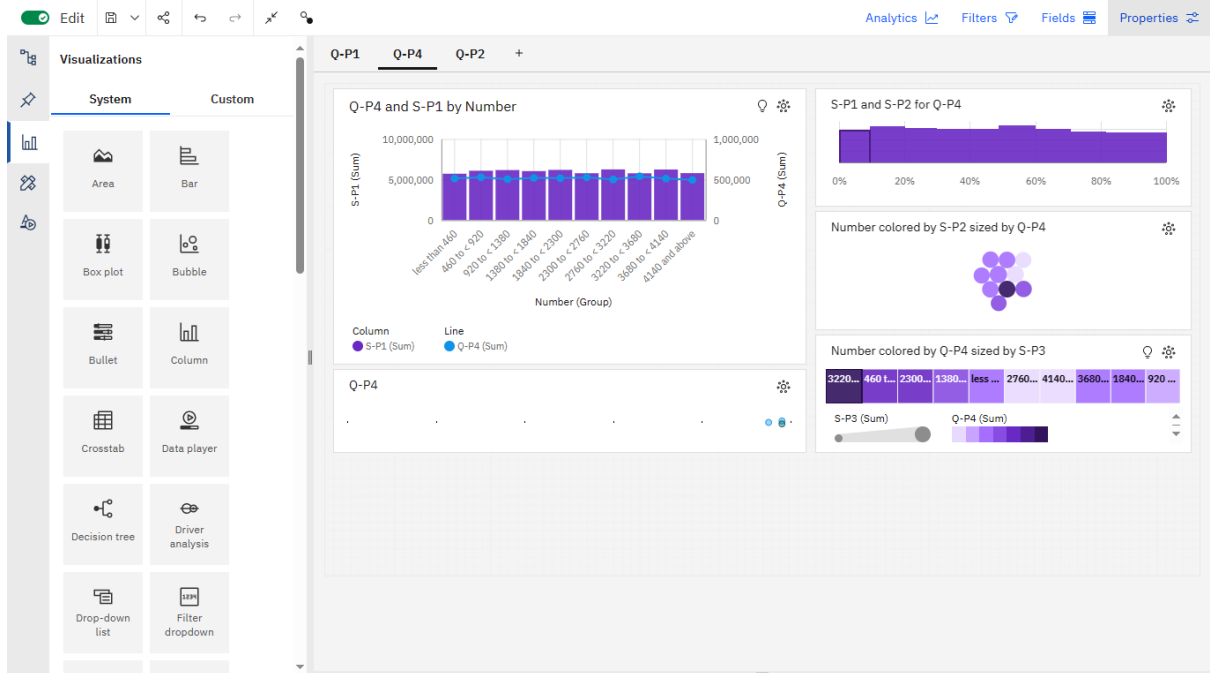 Edit
Analytics
Filters
Fields
Properties
Visualizations
System
Custom
Area
Bar
Box plot
Bubble
Bullet
Column
Crosstab
Data player
Decision tree
Driver
analysis
Drop-down
list
1234
Filter
dropdown
Q-P1
Q-P4
Q-P2
+
Q-P4 and S-P1 by Number
10,000,000
5,000,000
0
S-P1 (Sum)
1,000,000
500,000
0
Q-P4 (Sum)
less than 460
460 to < 920
920 to < 1380
1380 to < 1840
1840 to < 2300
2300 to < 2760
2760 to < 3220
3220 to < 3680
3680 to < 4140
4140 and above
Number (Group)
Column
Line
S-P1 (Sum)
Q-P4 (Sum)
Q-P4
S-P1 and S-P2 for Q-P4
0% 20% 40% 60% 80% 100%
Number colored by S-P2 sized by Q-P4
Number colored by Q-P4 sized by S-P3
3220... 460 t... 2300... 1380... less ... 2760... 4140... 3680... 1840... 920 ...
S-P3 (Sum)
Q-P4 (Sum)